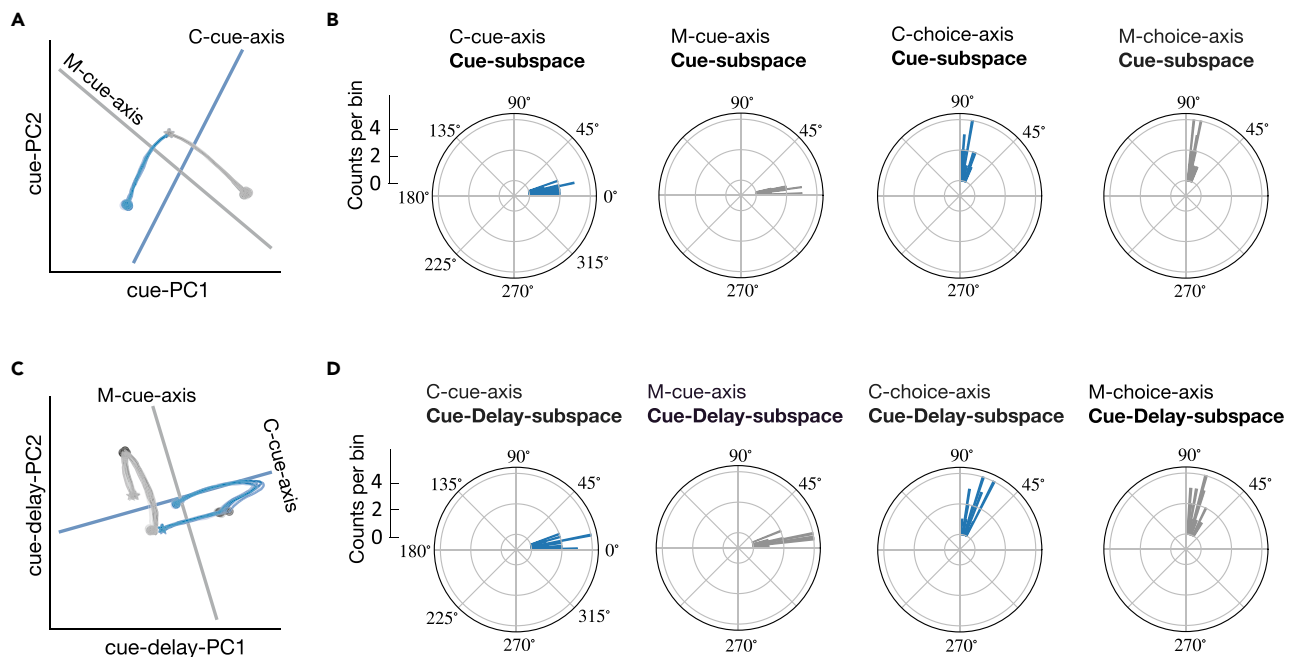 A
C-cue-axis
M-cue-axis
cue-PC2
cue-PC1
B
C-cue-axis
Cue-subspace
M-cue-axis
Cue-subspace
C-choice-axis
Cue-subspace
M-choice-axis
Cue-subspace
Counts per bin
4
2
0
90°
135°
45°
180°
0°
225°
315°
270°
90°
45°
270°
90°
45°
270°
90°
45°
270°
C
M-cue-axis
C-cue-axis
cue-delay-PC2
cue-delay-PC1
D
C-cue-axis
Cue-Delay-subspace
M-cue-axis
Cue-Delay-subspace
C-choice-axis
Cue-Delay-subspace
M-choice-axis
Cue-Delay-subspace
Counts per bin
4
2
0
90°
135°
45°
180°
0°
225°
315°
270°
90°
45°
270°
90°
45°
270°
90°
45°
270°